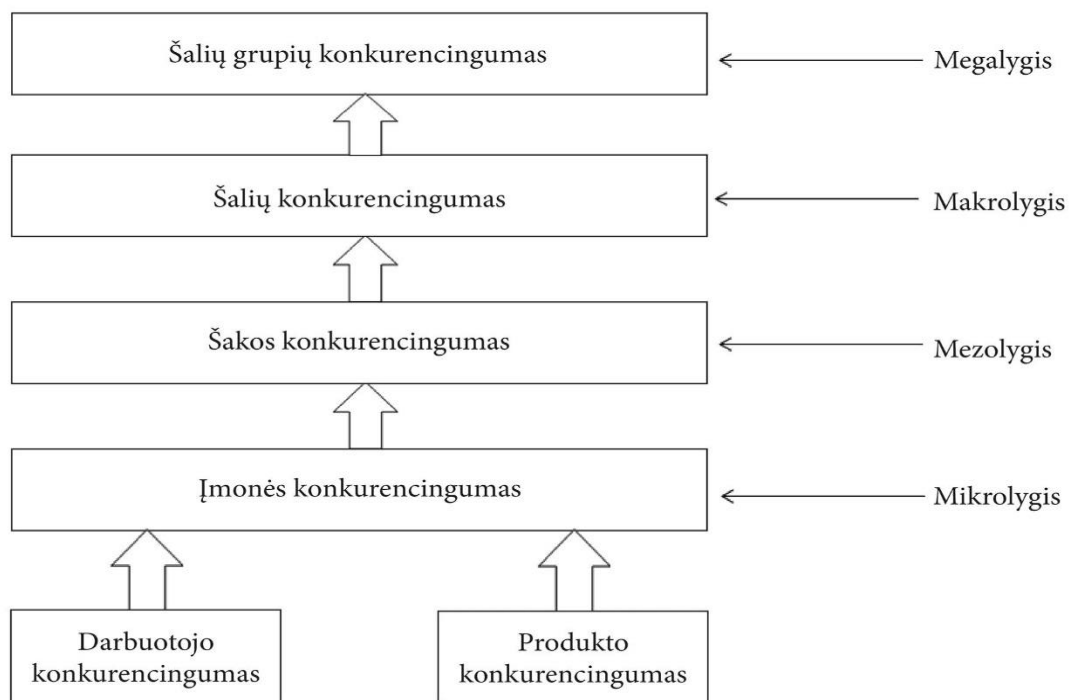 Šalių grupių konkurencingumas
Megalygis
Šalių konkurencingumas
Makrolygis
Šakos konkurencingumas
Mezolygis
Įmonės konkurencingumas
Mikrolygis
Darbuotojo
konkurencingumas
Produkto
konkurencingumas